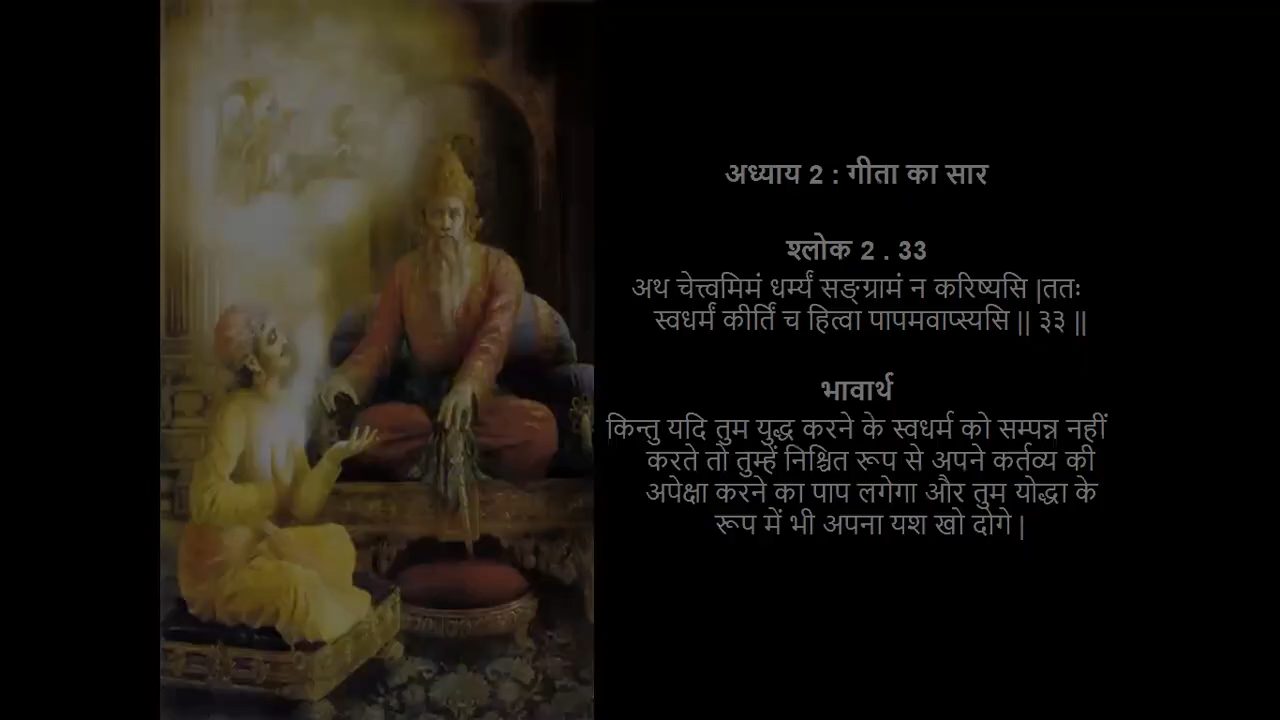 अध्याय 2 : गीता का सार
श्लोक 2 . 33
अथ चेत्त्वमिमं धर्म्यं सङ्ग्रामं न करिष्यसि |ततः
स्वधर्मं कीर्तिं च हित्वा पापमवाप्स्यसि || ३३ ||
भावार्थ
किन्तु यदि तुम युद्ध करने के स्वधर्म को सम्पन्न नहीं
करते तो तुम्हें निश्चित रूप से अपने कर्तव्य की
अपेक्षा करने का पाप लगेगा और तुम योद्धा के
रूप में भी अपना यश खो दोगे |